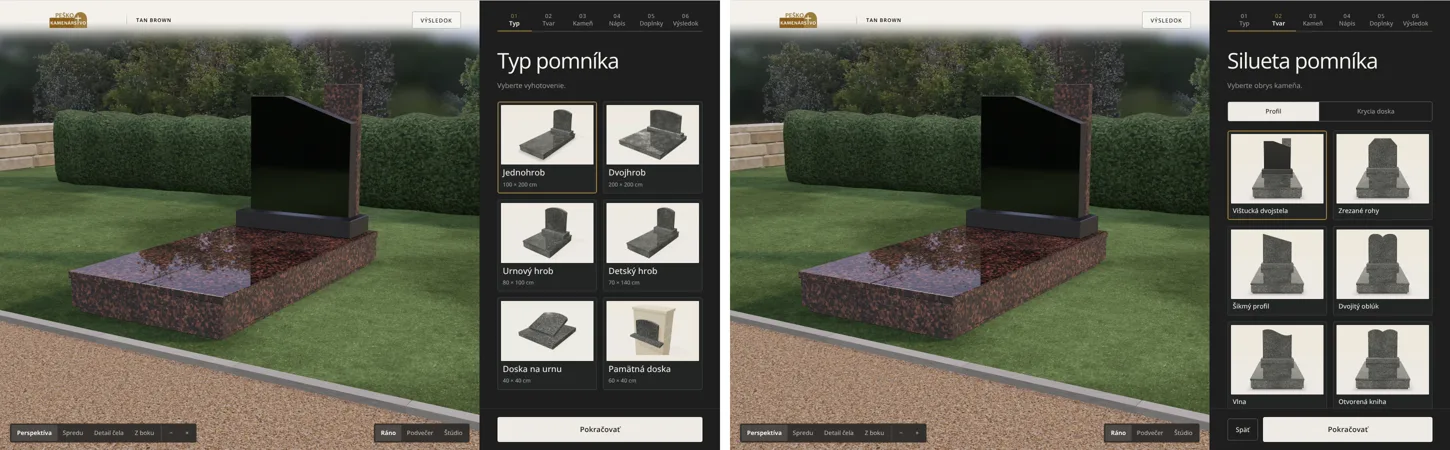 PEŠKO
KAMENÁRSTVO
TAN BROWN
VÝSLEDOK
01 Typ
02 Tvar
03 Kameň
04 Nápis
05 Doplnky
06 Výsledok
Typ pomníka
Vyberte vyhotovenie.
Jednohrob
100 × 200 cm
Dvojhrob
200 × 200 cm
Urnový hrob
80 × 100 cm
Detský hrob
70 × 140 cm
Doska na urnu
40 × 40 cm
Pamätná doska
60 × 40 cm
Perspektíva Spredu Detail čela Z boku − +
Ráno Podvečer Štúdio
Pokračovať
PEŠKO
KAMENÁRSTVO
TAN BROWN
VÝSLEDOK
01 Typ
02 Tvar
03 Kameň
04 Nápis
05 Doplnky
06 Výsledok
Silueta pomníka
Vyberte obrys kameňa.
Profil Krycia doska
Vištucká dvojstela
Zrezané rohy
Šikmý profil
Dvojitý oblúk
Vlna
Otvorená kniha
Perspektíva Spredu Detail čela Z boku − +
Ráno Podvečer Štúdio
Späť
Pokračovať